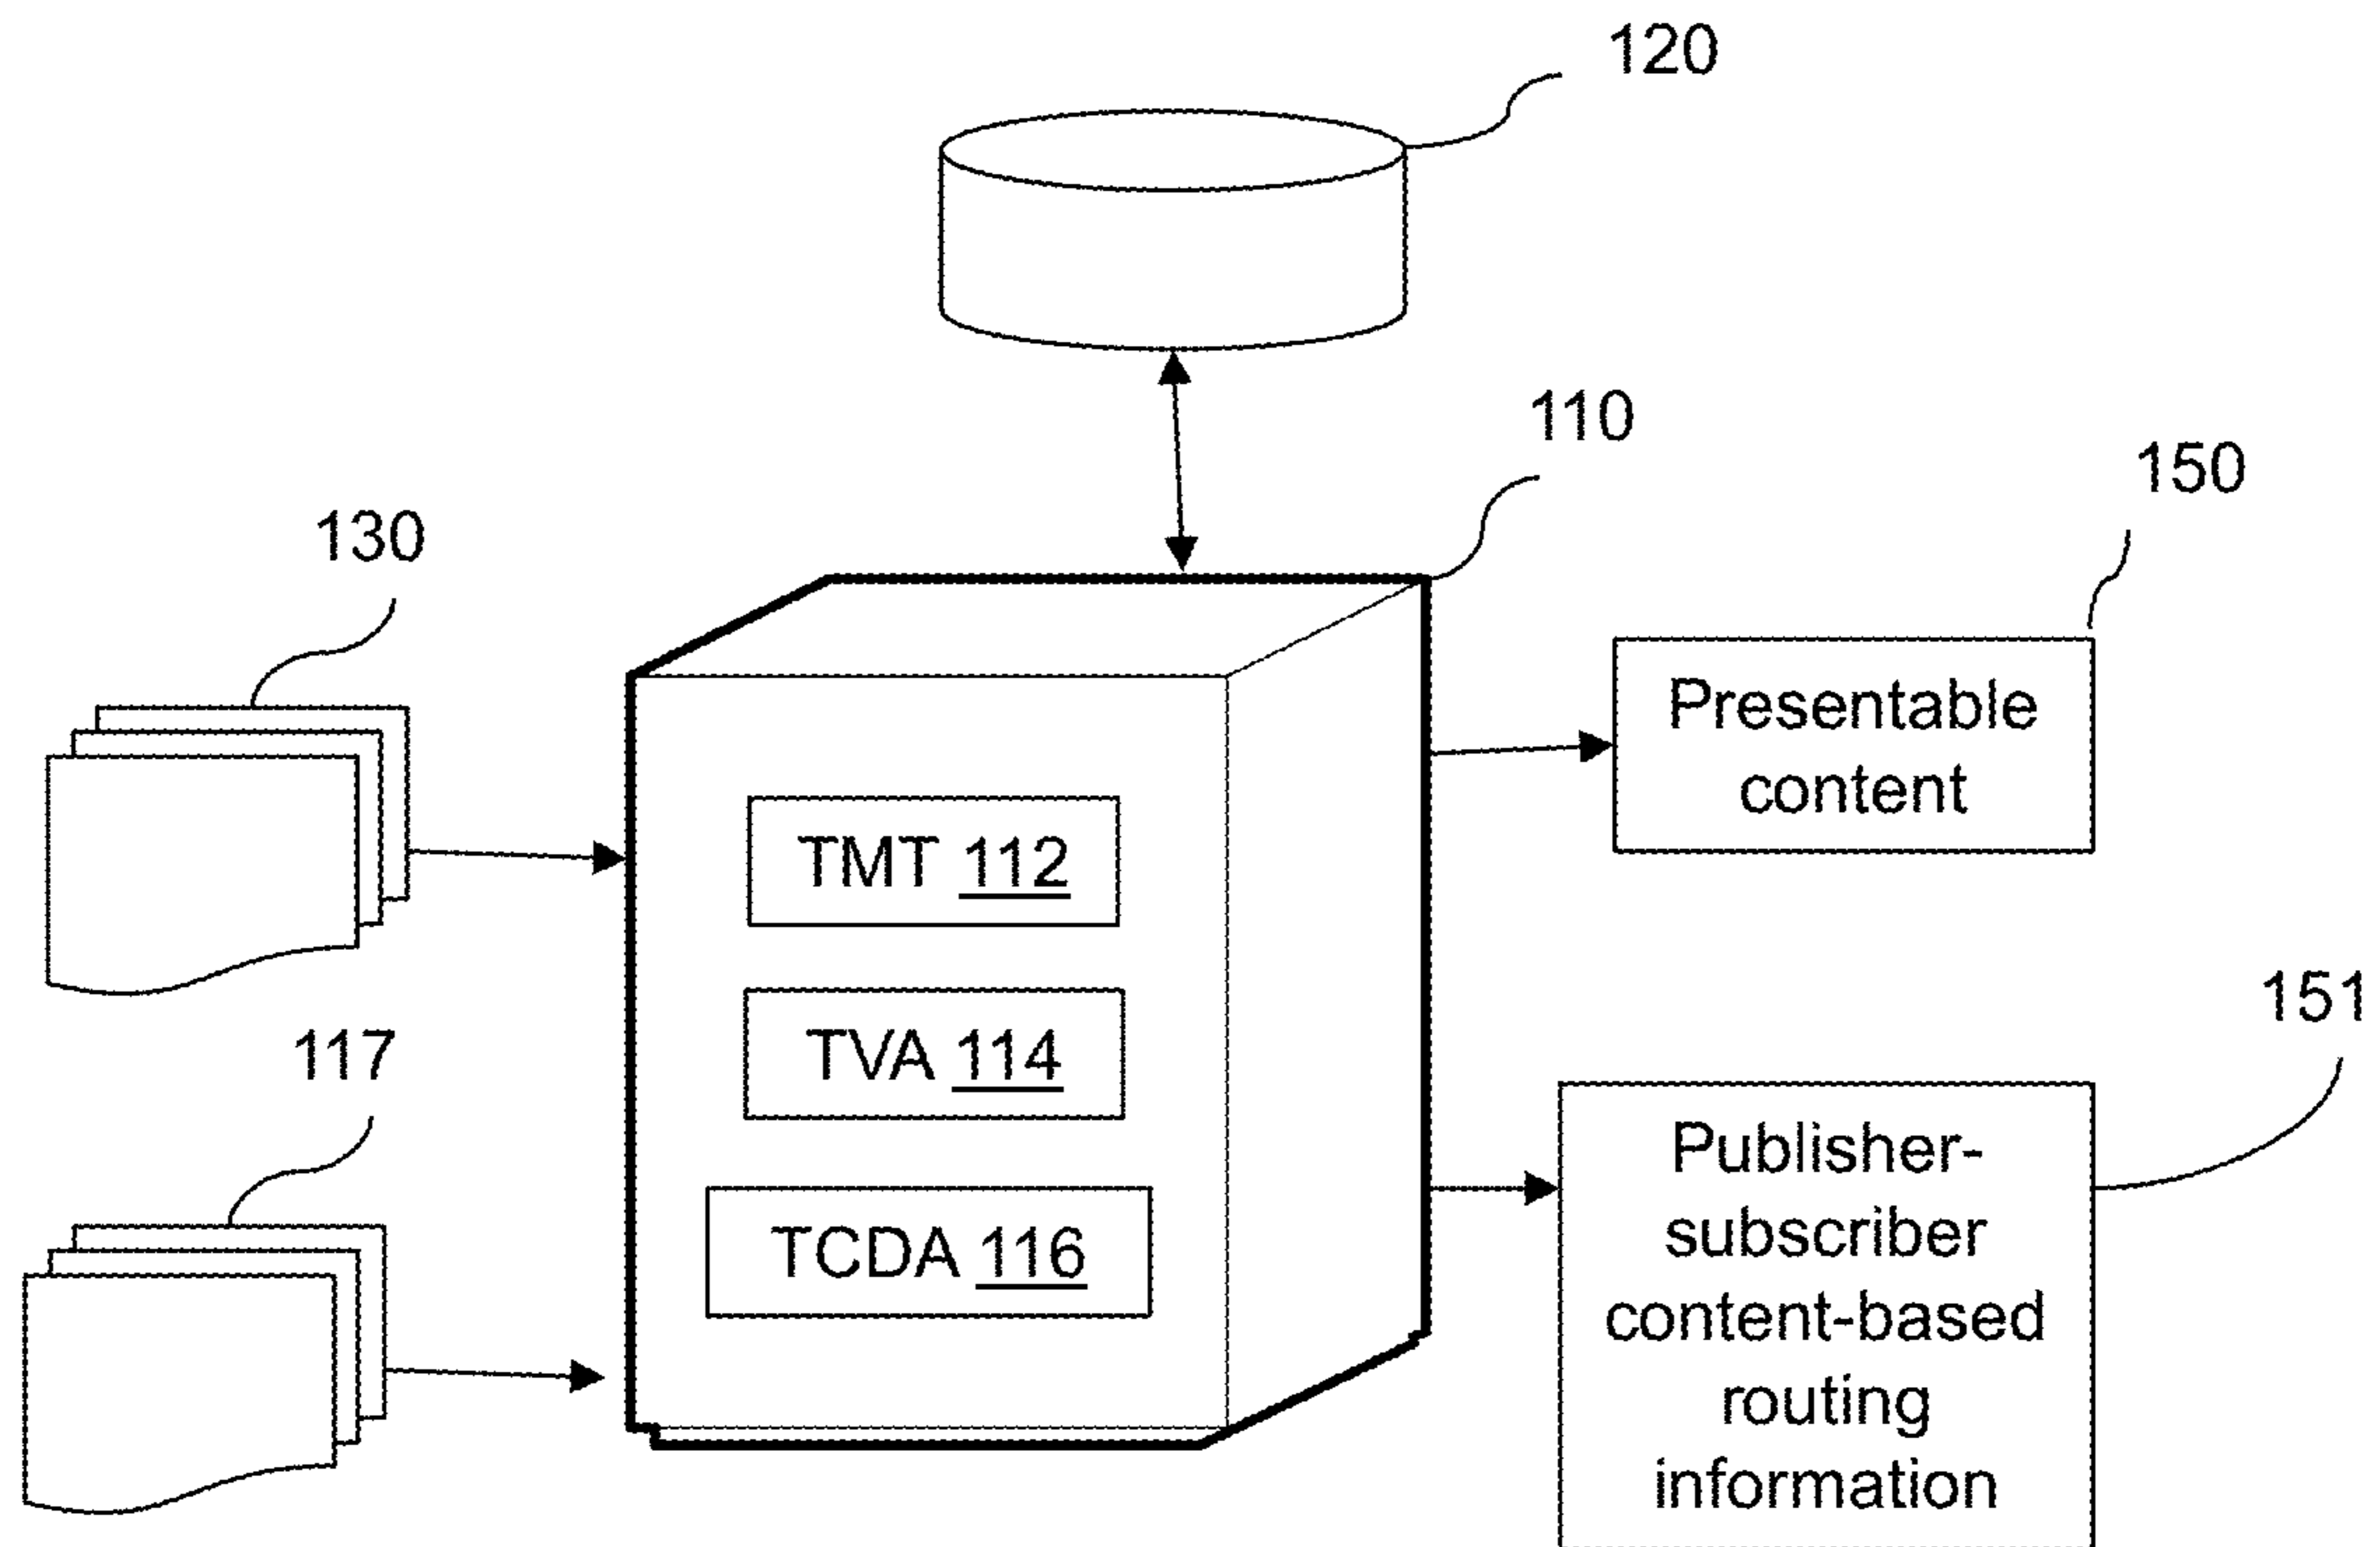 120
110
150
130
Presentable
content
TMT 112
151
TVA 114
117
Publisher-
subscriber
content-based
routing
information
TCDA 116